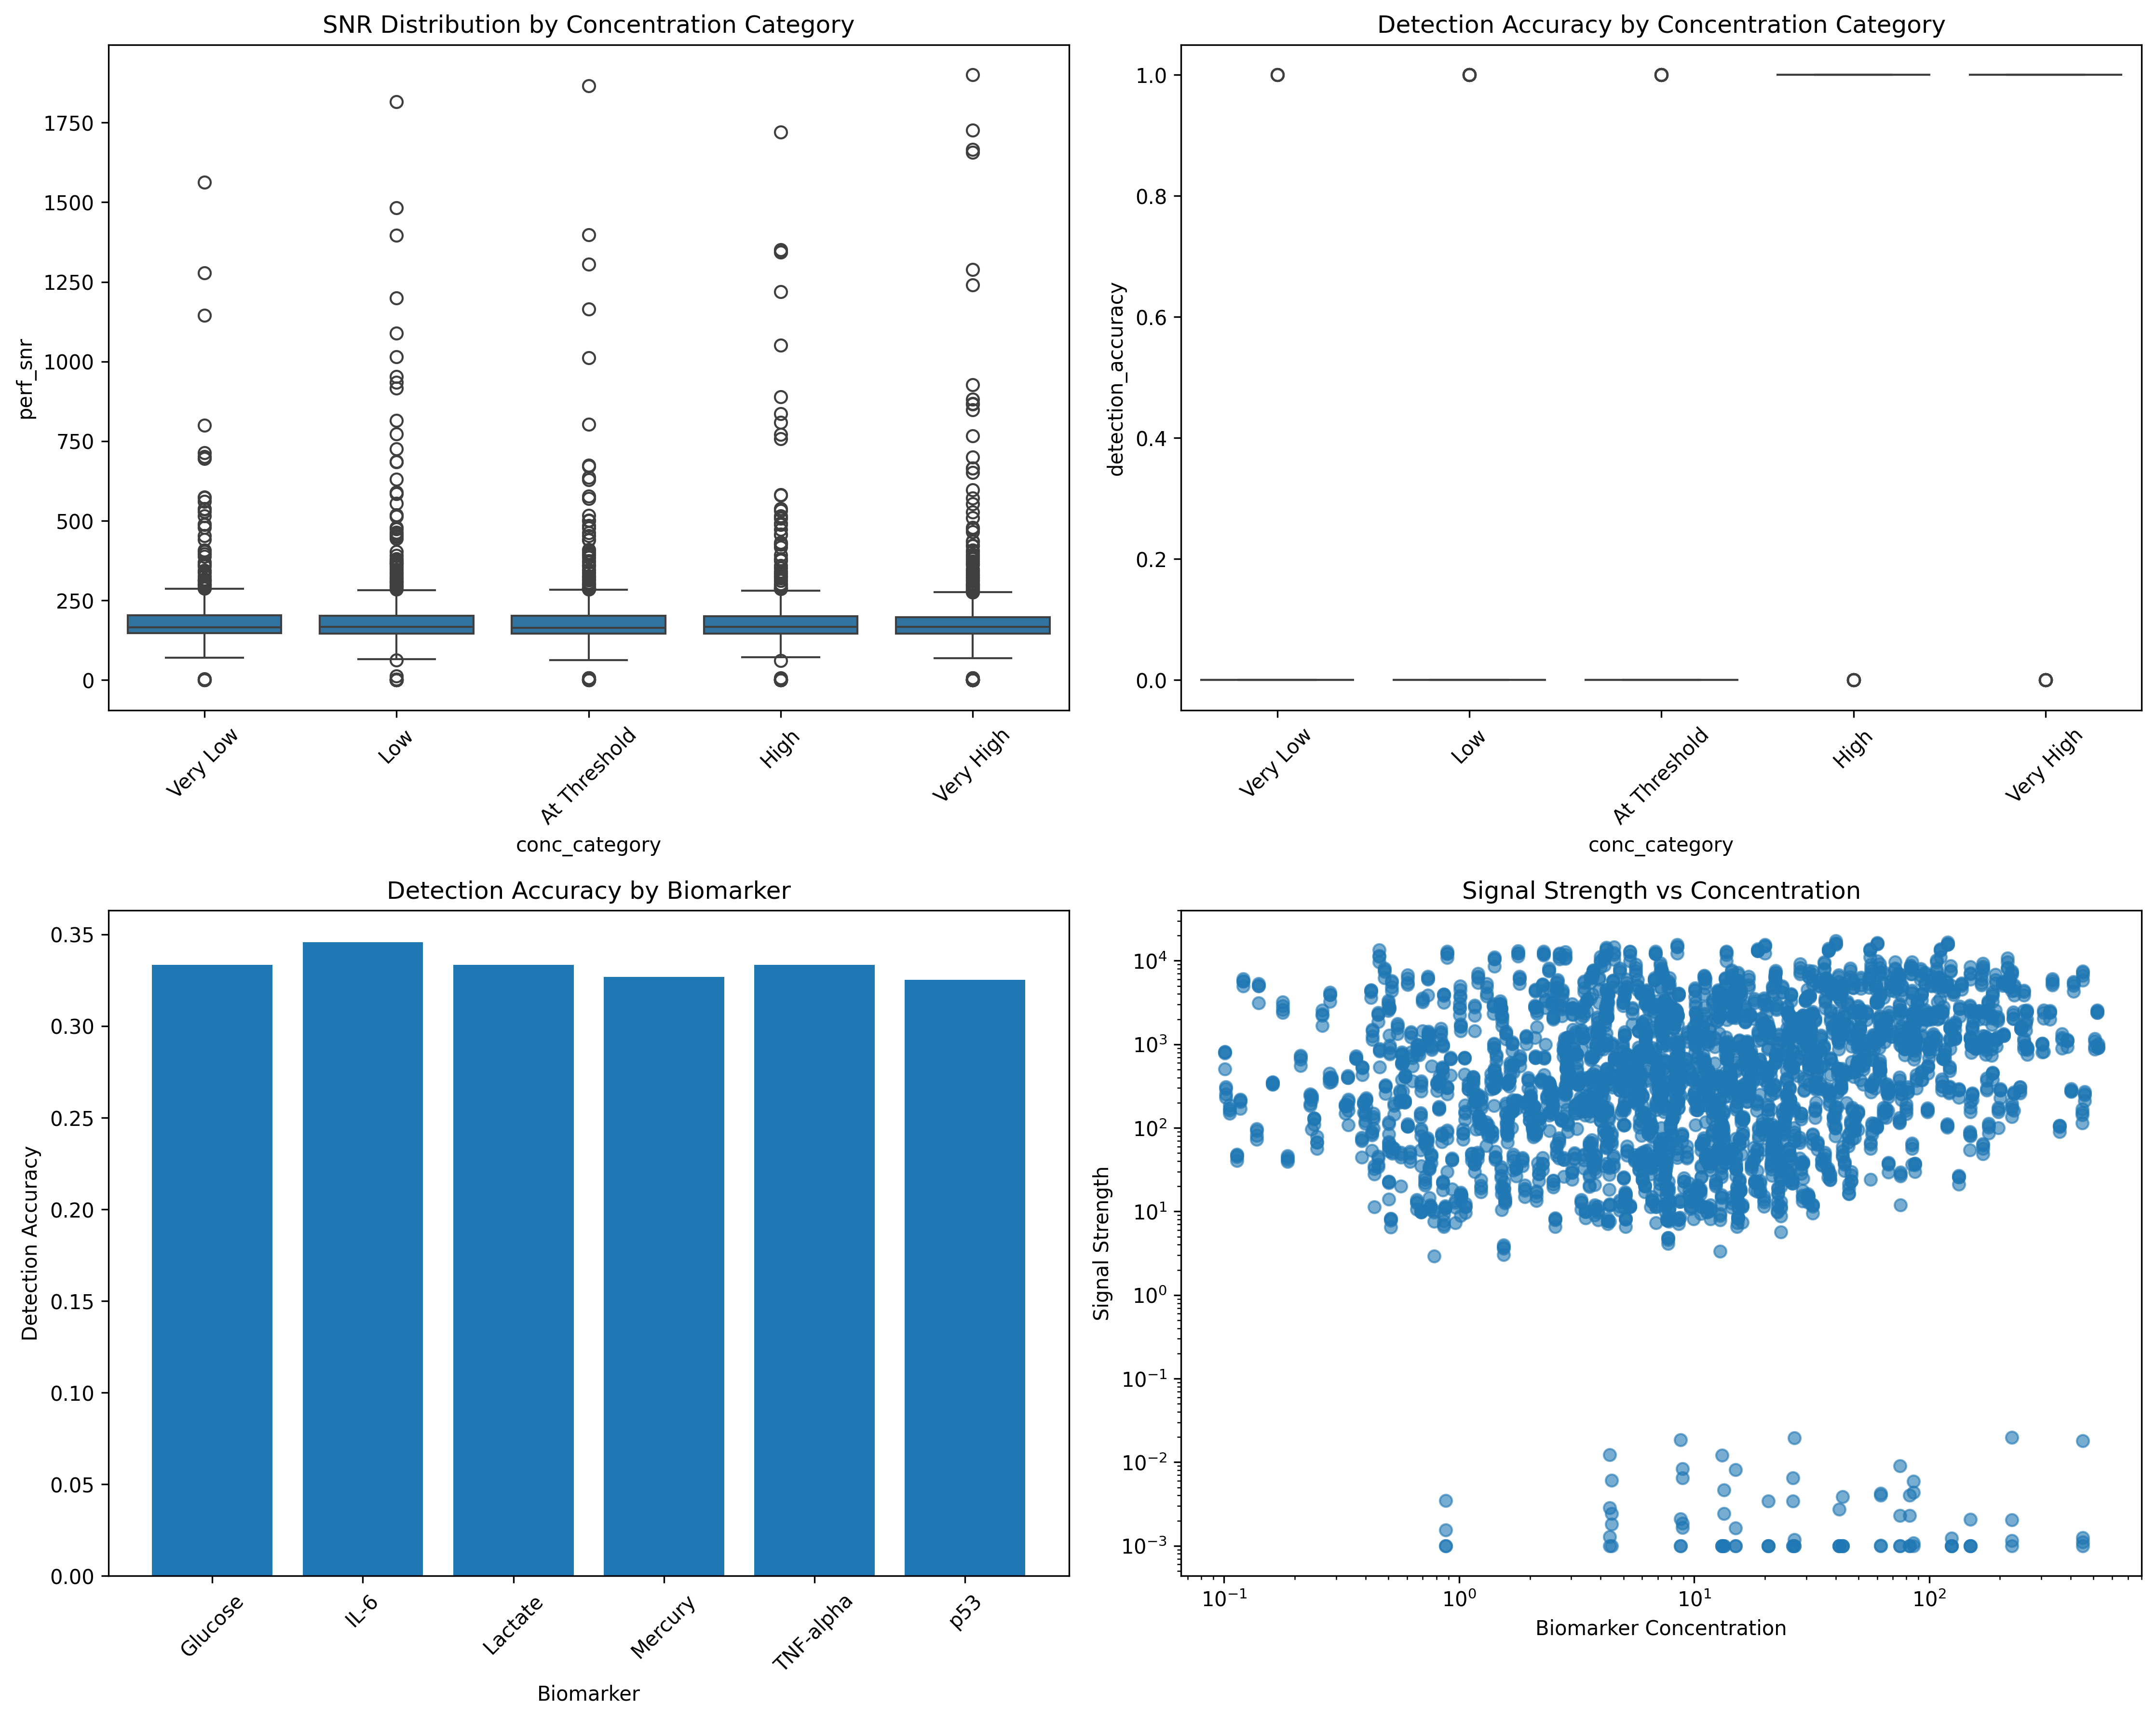 SNR Distribution by Concentration Category
perf_snr
1750
1500
1250
1000
750
500
250
0
Very Low
Low
At Threshold
High
Very High
conc_category
Detection Accuracy by Concentration Category
detection_accuracy
1.0
0.8
0.6
0.4
0.2
0.0
Very Low
Low
At Threshold
High
Very High
conc_category
Detection Accuracy by Biomarker
Detection Accuracy
0.35
0.30
0.25
0.20
0.15
0.10
0.05
0.00
Glucose
IL-6
Lactate
Mercury
TNF-alpha
p53
Biomarker
Signal Strength vs Concentration
Signal Strength
10⁴
10³
10²
10¹
10⁰
10⁻¹
10⁻²
10⁻³
10⁻¹
10⁰
10¹
10²
Biomarker Concentration